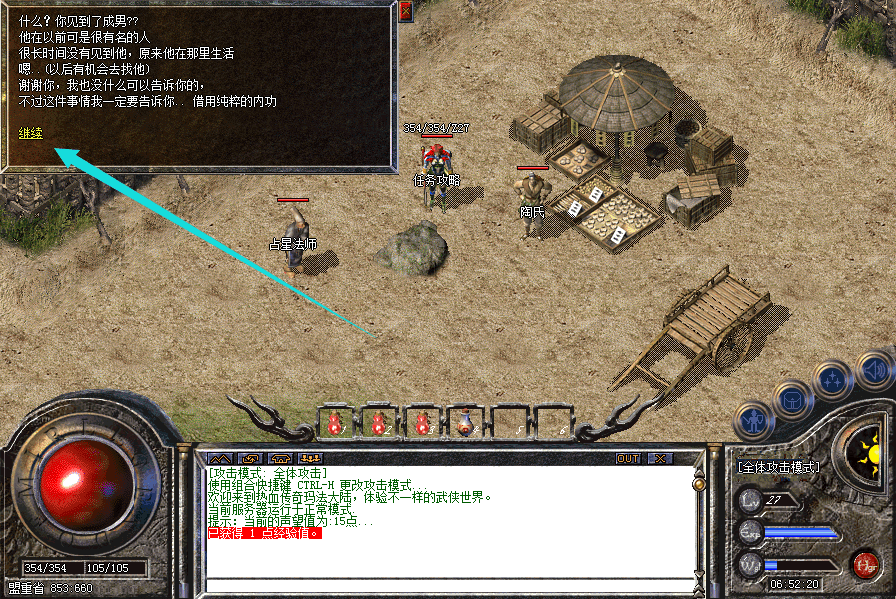 什么？你见到了成男??
他在以前可是很有名的人
很长时间没有见到他，原来他在那里生活
嗯..(以后有机会去找他)
谢谢你，我也没什么可以告诉你的，
不过这件事情我一定要告诉你.. 借用纯粹的内功
继续
354/354/Z27
任务攻略
陶氏
占星法师
1
2
3
5
6
OUT
[攻击模式: 全体攻击]
使用组合快捷键 CTRL-H 更改攻击模式...
欢迎来到热血传奇玛法大陆，体验不一样的武侠世界。
当前服务器运行于正常模式.
提示：当前的声望值为:15点...
已获得 1 点经验值。
[全体攻击模式]
Lv 27
Exp
354/354 105/105
盟重省 853:660
06:52:20